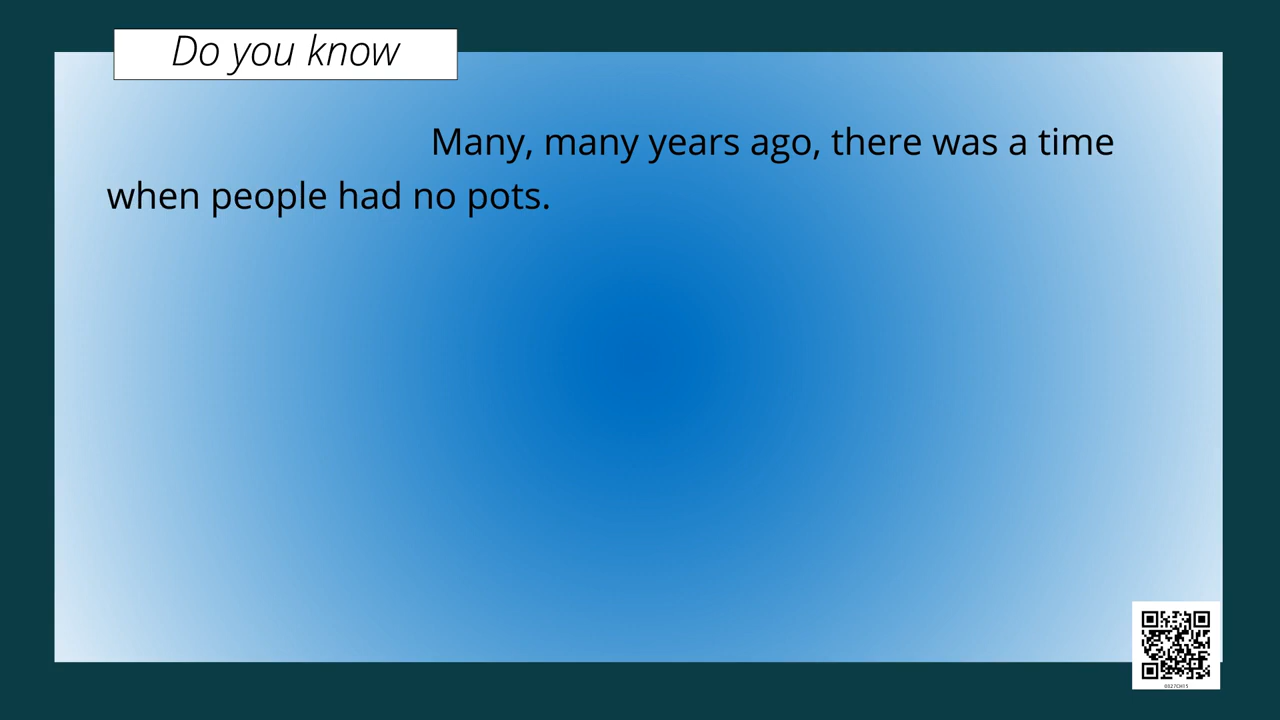 Do you know
Many, many years ago, there was a time
when people had no pots.